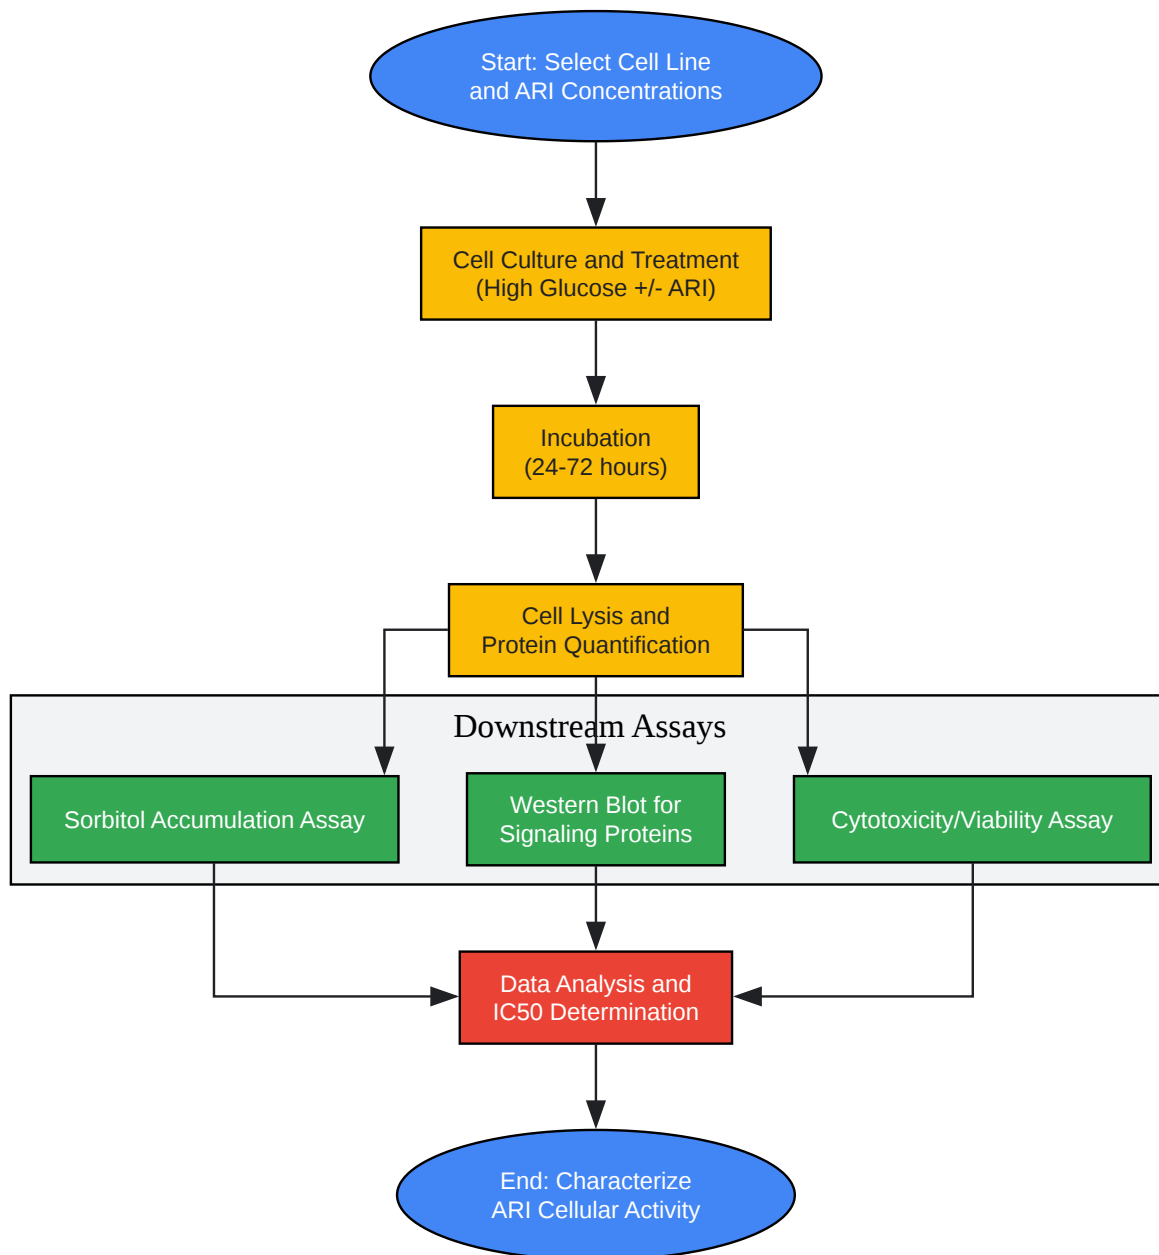 Start: Select Cell Line
and ARI Concentrations
Cell Culture and Treatment
(High Glucose +/- ARI)
Incubation
(24-72 hours)
Cell Lysis and
Protein Quantification
Downstream Assays
Sorbitol Accumulation Assay
Western Blot for
Signaling Proteins
Cytotoxicity/Viability Assay
Data Analysis and
IC50 Determination
End: Characterize
ARI Cellular Activity